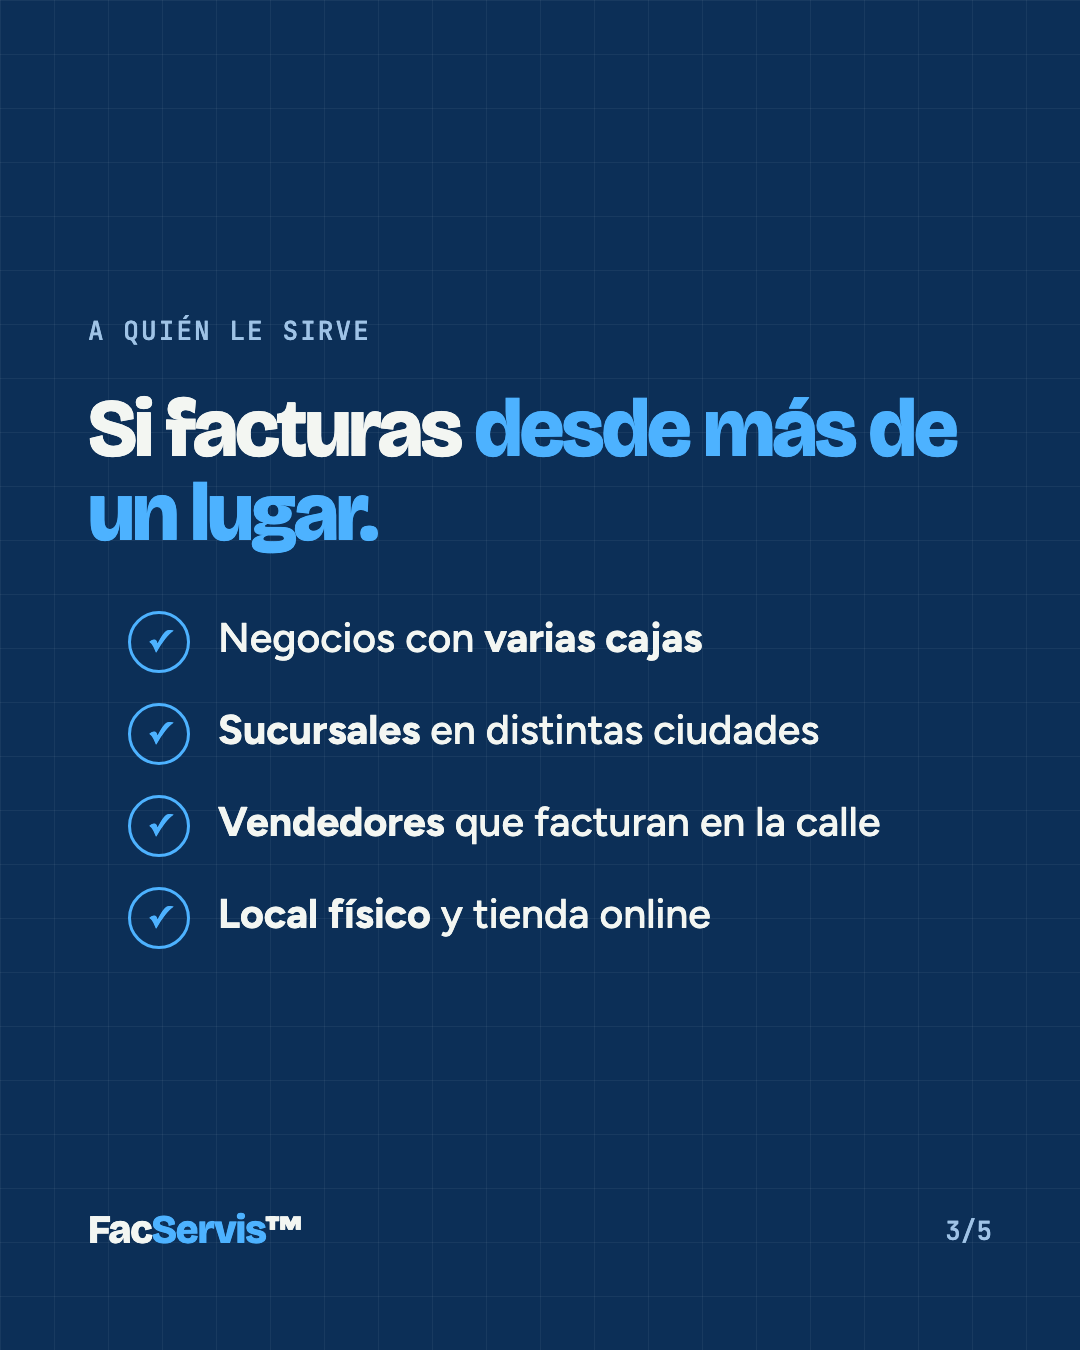 A QUIÉN LE SIRVE
Si facturas desde más de
un lugar.
✓ Negocios con varias cajas
✓ Sucursales en distintas ciudades
✓ Vendedores que facturan en la calle
✓ Local físico y tienda online
FacServis™
3/5